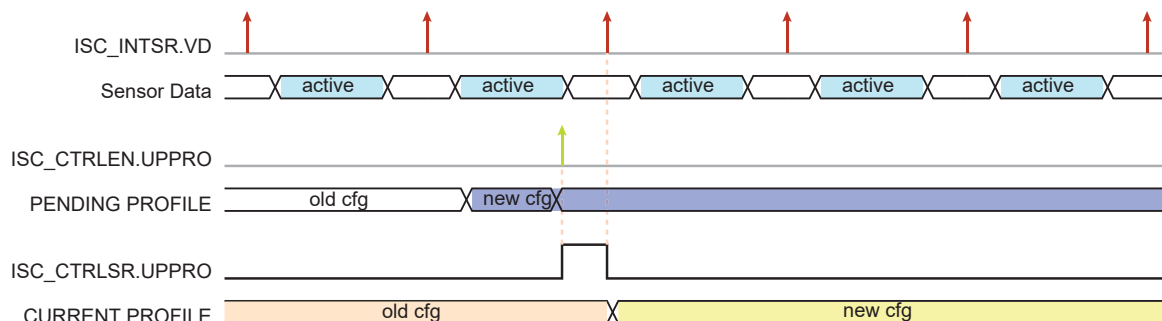 ISC_INTSR.VD
Sensor Data active active active active active
ISC_CTRLEN.UPPRO
PENDING PROFILE old cfg new cfg
ISC_CTRLSR.UPPRO
CURRENT PROFILE old cfg new cfg